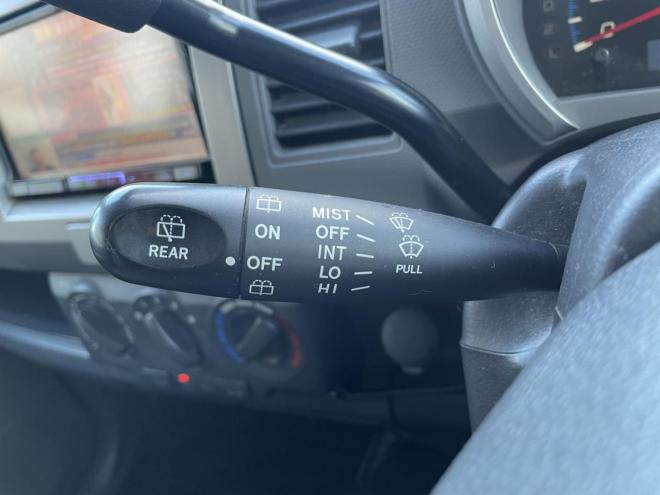 REAR
ON
OFF
MIST
OFF
INT
LO
HI
PULL